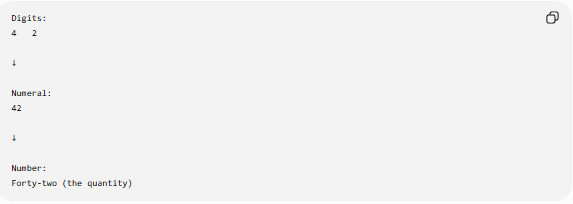 Digits:
4 2
↓
Numeral:
42
↓
Number:
Forty-two (the quantity)